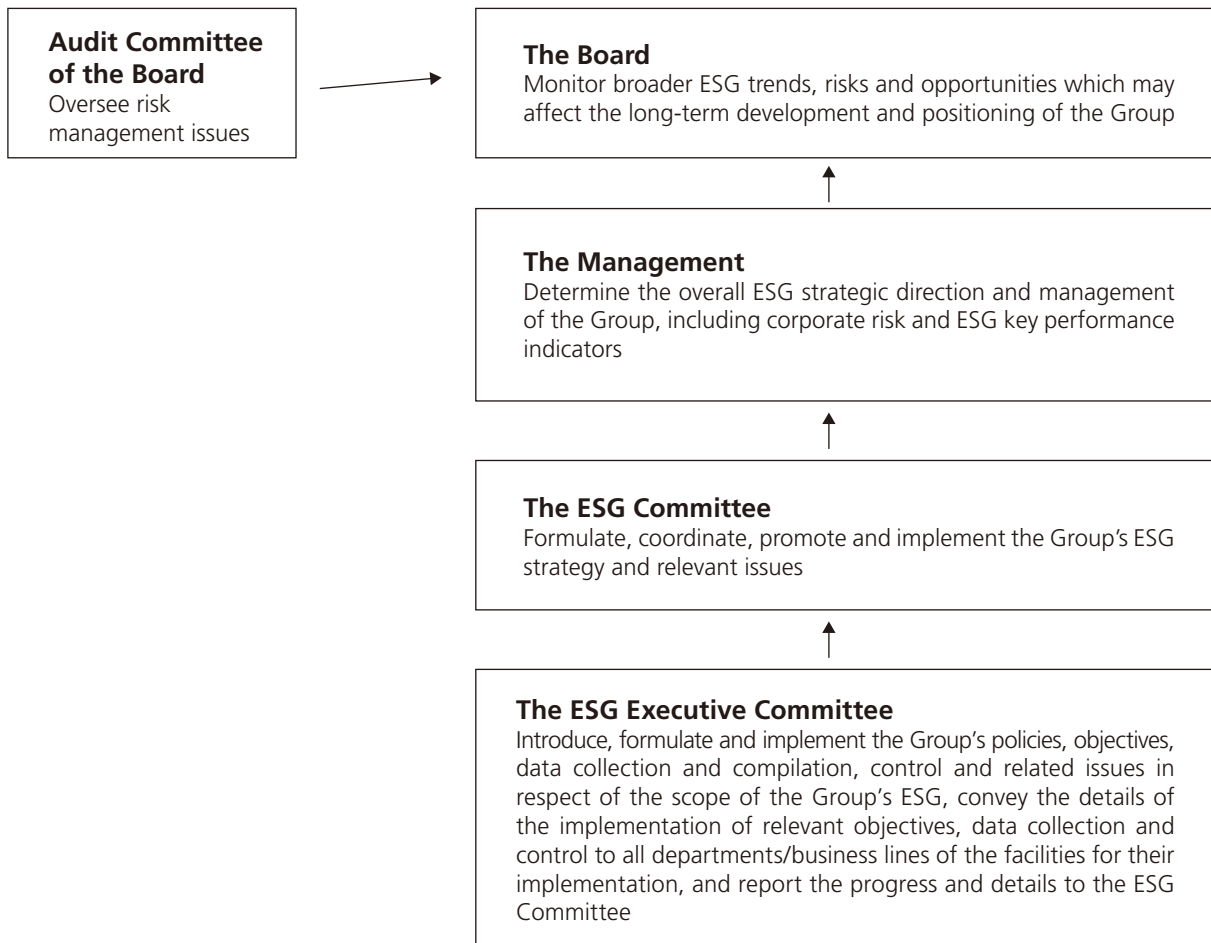 Audit Committee
of the Board
Oversee risk
management issues
The Board
Monitor broader ESG trends, risks and opportunities which may
affect the long-term development and positioning of the Group
The Management
Determine the overall ESG strategic direction and management
of the Group, including corporate risk and ESG key performance
indicators
The ESG Committee
Formulate, coordinate, promote and implement the Group’s ESG
strategy and relevant issues
The ESG Executive Committee
Introduce, formulate and implement the Group’s policies, objectives,
data collection and compilation, control and related issues in
respect of the scope of the Group’s ESG, convey the details of
the implementation of relevant objectives, data collection and
control to all departments/business lines of the facilities for their
implementation, and report the progress and details to the ESG
Committee